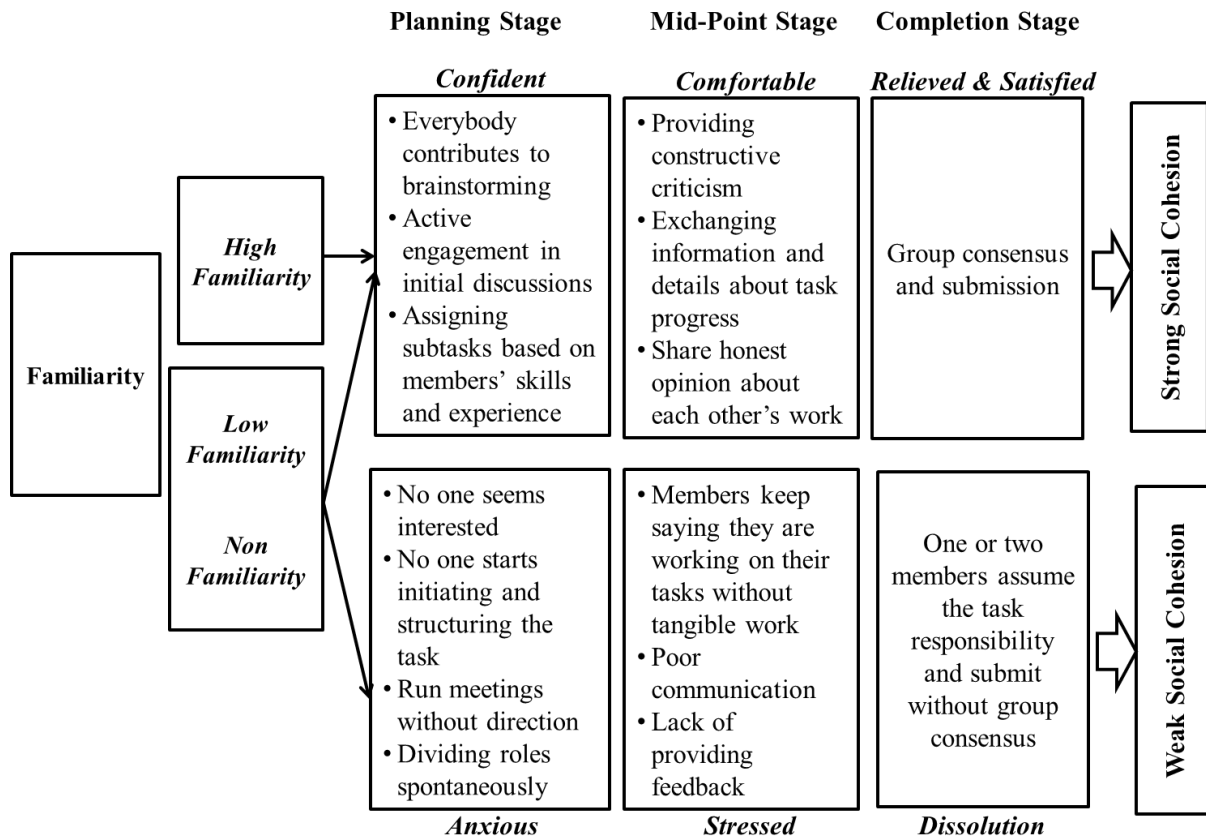 Planning Stage
Mid-Point Stage
Completion Stage
Confident
Comfortable
Relieved & Satisfied
Familiarity
High
Familiarity
Low
Familiarity
Non
Familiarity
• Everybody
contributes to
brainstorming
• Active
engagement in
initial discussions
• Assigning
subtasks based on
members’ skills
and experience
• Providing
constructive
criticism
• Exchanging
information and
details about task
progress
• Share honest
opinion about
each other’s work
Group consensus
and submission
Strong Social Cohesion
• No one seems
interested
• No one starts
initiating and
structuring the
task
• Run meetings
without direction
• Dividing roles
spontaneously
• Members keep
saying they are
working on their
tasks without
tangible work
• Poor
communication
• Lack of
providing
feedback
One or two
members assume
the task
responsibility
and submit
without group
consensus
Weak Social Cohesion
Anxious
Stressed
Dissolution